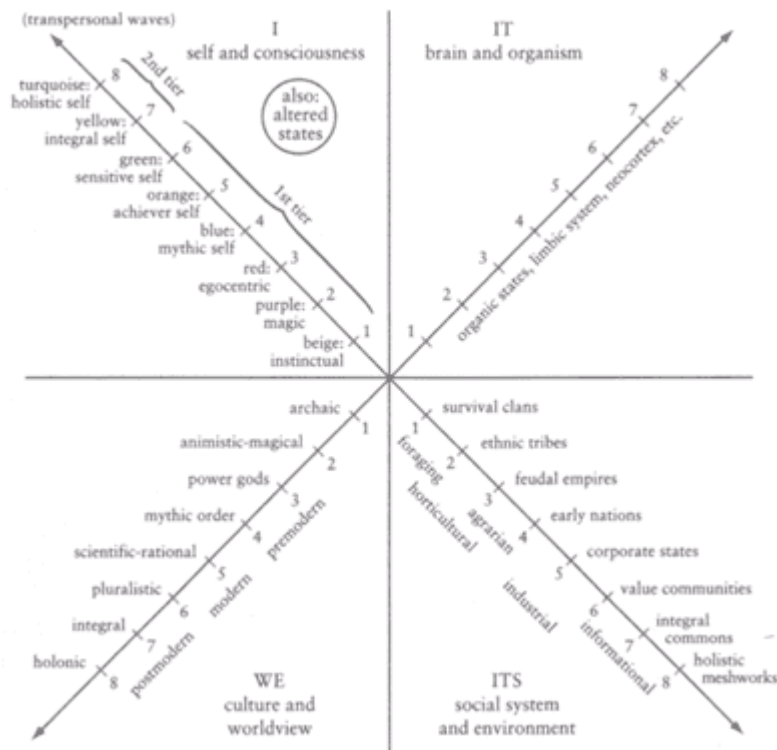 (transpersonal waves)
I
self and consciousness
also:
altered
states
2nd tier
1st tier
8
turquoise:
holistic self
7
yellow:
integral self
6
green:
sensitive self
5
orange:
achiever self
4
blue:
mythic self
3
red:
egocentric
2
purple:
magic
1
beige:
instinctual
IT
brain and organism
8
7
6
5
4
3
2
1
organic states, limbic system, neocortex, etc.
archaic
1
animistic-magical
2
power gods
3
mythic order
4
scientific-rational
5
pluralistic
6
integral
7
holonic
8
premodern
modern
postmodern
WE
culture and
worldview
survival clans
1
ethnic tribes
2
feudal empires
3
early nations
4
corporate states
5
value communities
6
integral
commons
7
holistic
meshworks
8
foraging
horticultural
agrarian
industrial
informational
ITS
social system
and environment